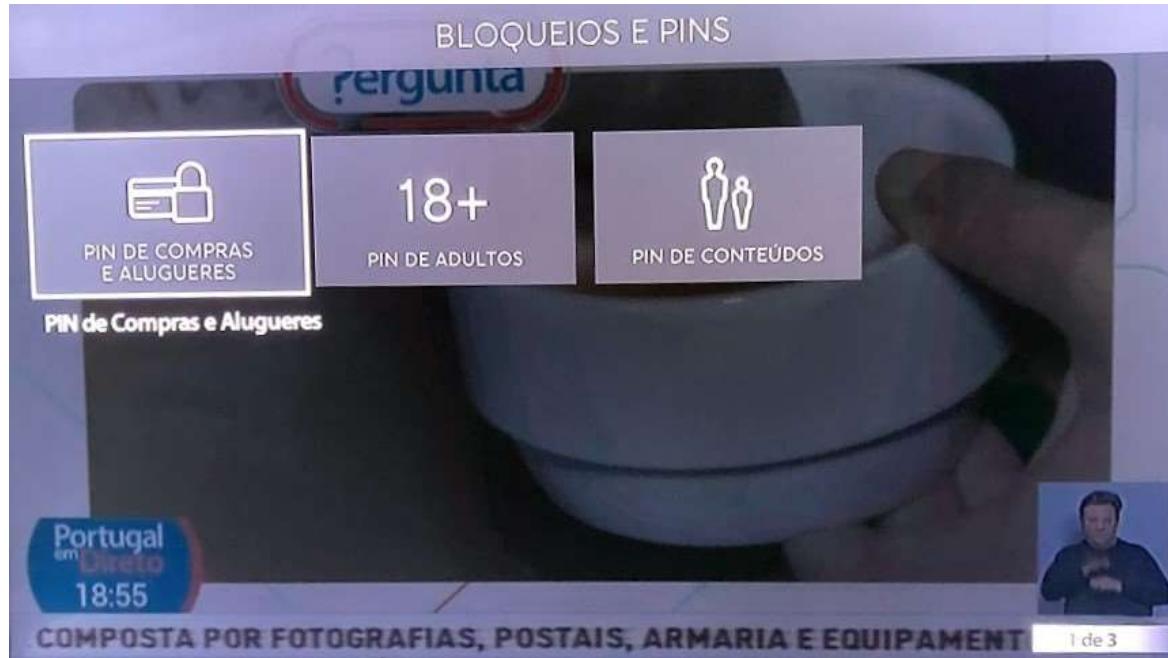 BLOQUEIOS E PINS
Pergunta
PIN DE COMPRAS
E ALUGUERES
18+
PIN DE ADULTOS
PIN DE CONTEÚDOS
PIN de Compras e Alugueres
Portugal
em Direto
18:55
COMPOSTA POR FOTOGRAFIAS, POSTAIS, ARMARIA E EQUIPAMENT
1 de 3